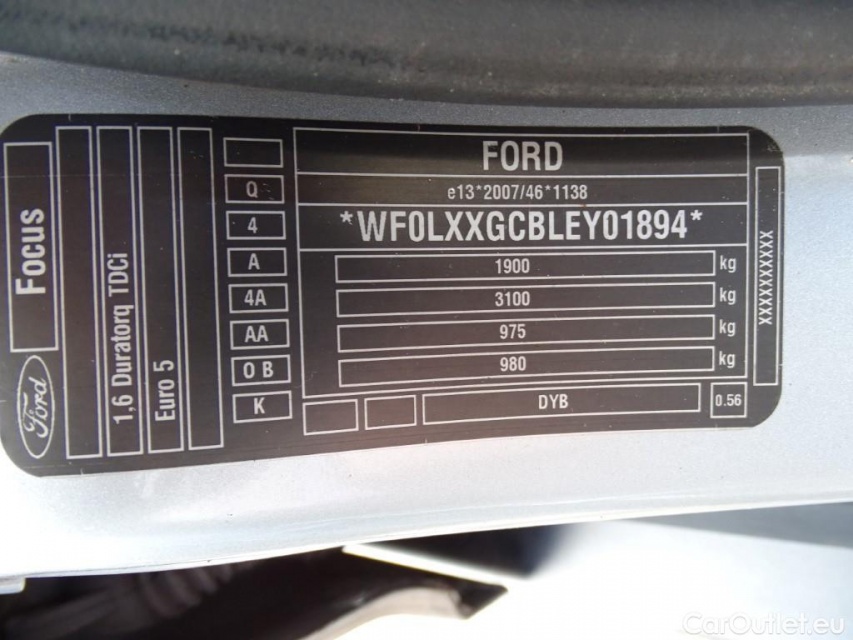 Focus
Ford
1,6 Duratorq TDCi
Euro 5
Q
4
A
4A
AA
O B
K
FORD
e13*2007/46*1138
*WF0LXXGCBLEY01894*
1900 kg
3100 kg
975 kg
980 kg
DYB 0.56
XXXXXXXXXX
CarOutlet.eu